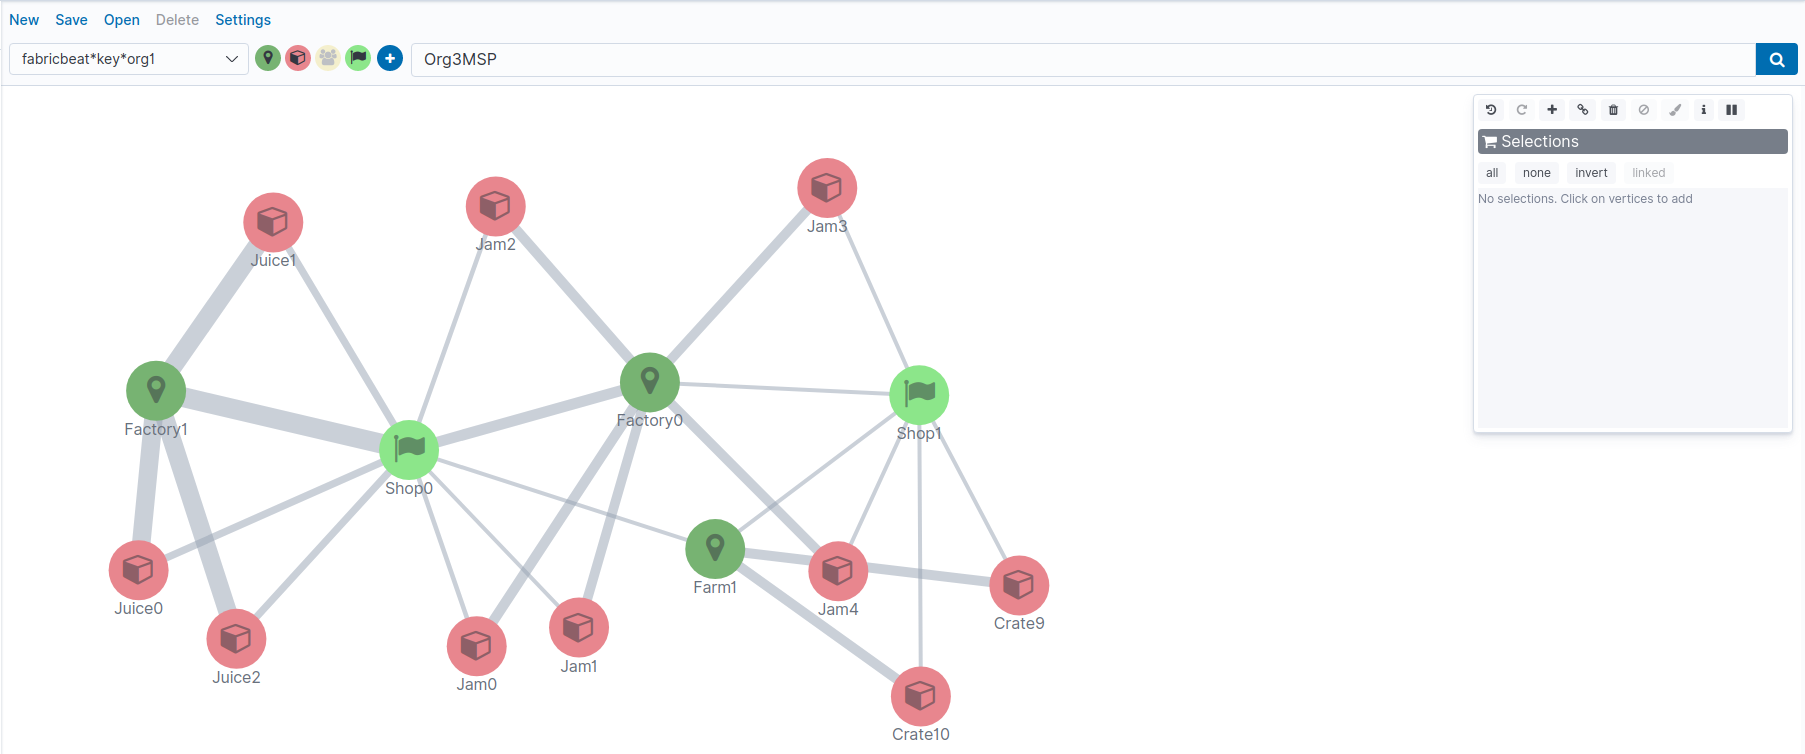 New Save Open Delete Settings
fabricbeat*key*org1
Org3MSP
Selections
all none invert linked
No selections. Click on vertices to add
Jam3
Jam2
Juice1
Factory0
Factory1
Shop1
Shop0
Farm1
Juice0
Jam4
Crate9
Jam1
Juice2
Jam0
Crate10